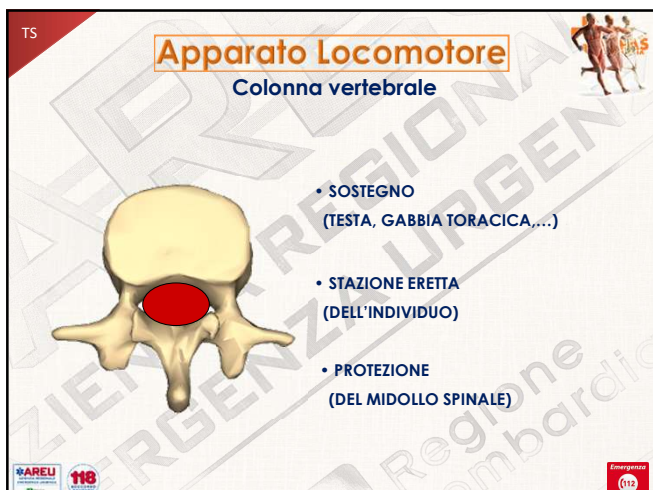 TS
Apparato Locomotore
Colonna vertebrale
• SOSTEGNO
(TESTA, GABBIA TORACICA,...)
• STAZIONE ERETTA
(DELL'INDIVIDUO)
• PROTEZIONE
(DEL MIDOLLO SPINALE)
AREU
118
Emergenza
112
Regione